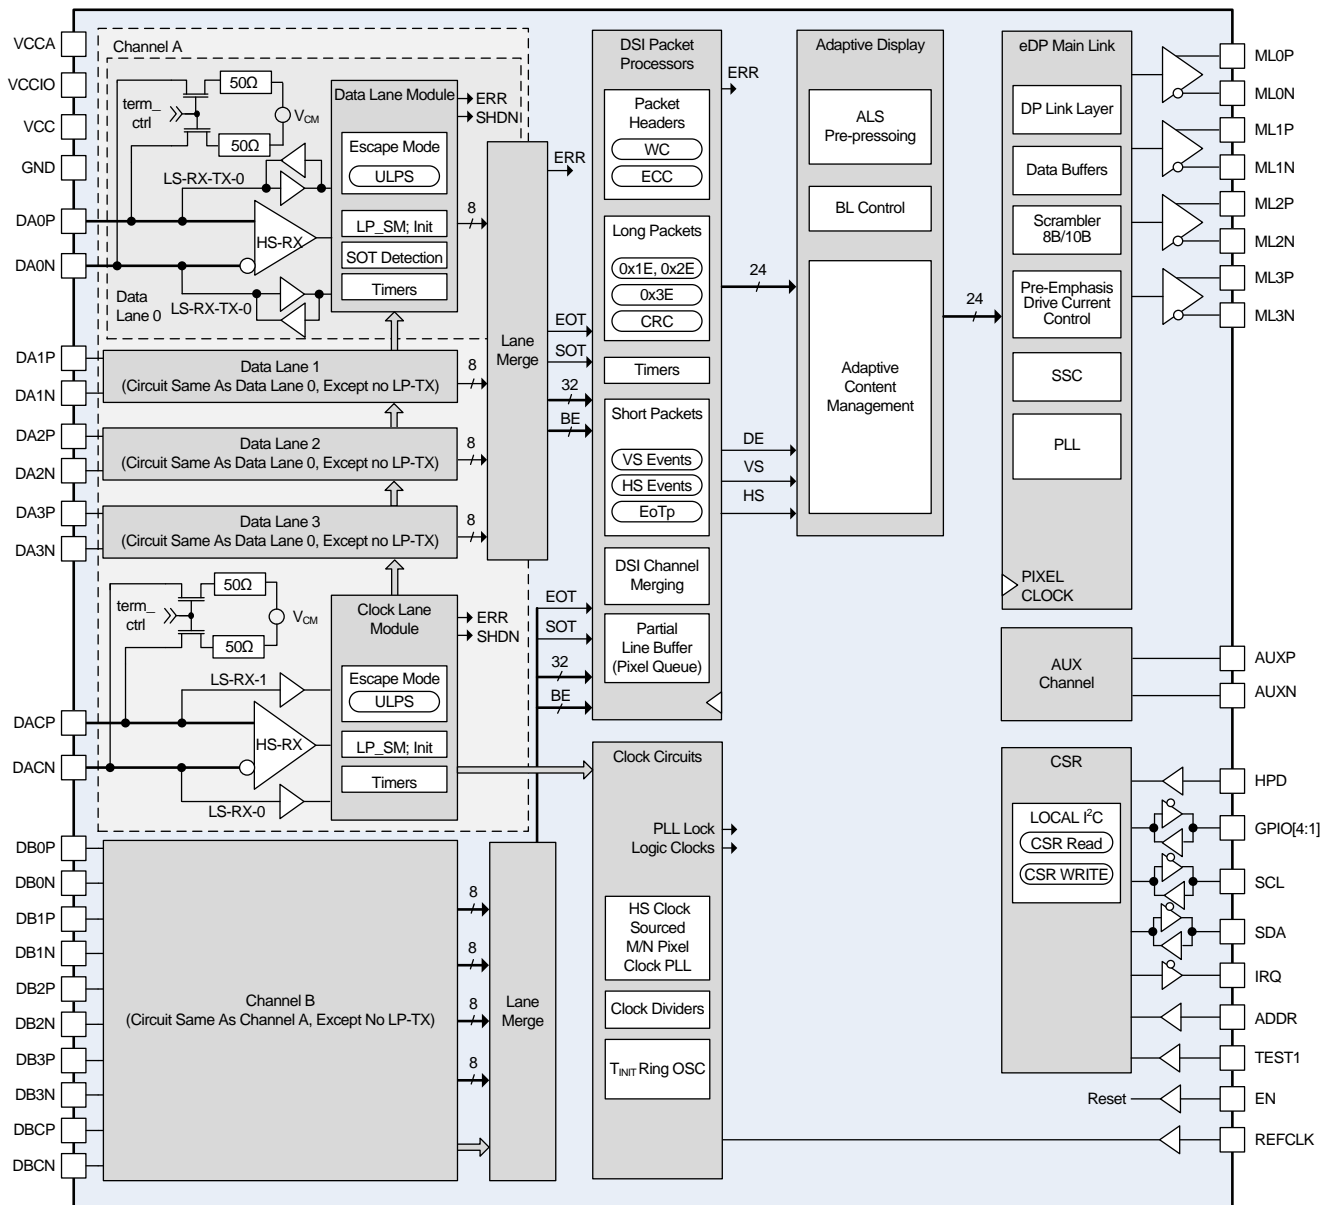 VCCA
VCCIO
VCC
GND
DA0P
DA0N
DA1P
DA1N
DA2P
DA2N
DA3P
DA3N
DACP
DACN
DB0P
DB0N
DB1P
DB1N
DB2P
DB2N
DB3P
DB3N
DBCP
DBCN
Channel A
50Ω
term_
ctrl
VCM
50Ω
LS-RX-TX-0
HS-RX
LS-RX-TX-0
Data
Lane 0
Data Lane Module
Escape Mode
ULPS
LP_SM; Init
SOT Detection
Timers
ERR
SHDN
8
Data Lane 1
(Circuit Same As Data Lane 0, Except no LP-TX)
8
Data Lane 2
(Circuit Same As Data Lane 0, Except no LP-TX)
8
Data Lane 3
(Circuit Same As Data Lane 0, Except no LP-TX)
8
50Ω
term_
ctrl
VCM
50Ω
LS-RX-1
HS-RX
LS-RX-0
Clock Lane
Module
Escape Mode
ULPS
LP_SM; Init
Timers
ERR
SHDN
Lane
Merge
ERR
EOT
SOT
32
BE
Channel B
(Circuit Same As Channel A, Except No LP-TX)
8
8
8
8
Lane
Merge
EOT
SOT
32
BE
DSI Packet
Processors
ERR
Packet
Headers
WC
ECC
Long Packets
0x1E, 0x2E
0x3E
CRC
Timers
Short Packets
VS Events
HS Events
EoTp
DSI Channel
Merging
Partial
Line Buffer
(Pixel Queue)
24
DE
VS
HS
Clock Circuits
PLL Lock
Logic Clocks
HS Clock
Sourced
M/N Pixel
Clock PLL
Clock Dividers
TINIT Ring OSC
Adaptive Display
ALS
Pre-pressoing
BL Control
Adaptive
Content
Management
24
eDP Main Link
DP Link Layer
Data Buffers
Scrambler
8B/10B
Pre-Emphasis
Drive Current
Control
SSC
PLL
PIXEL
CLOCK
AUX
Channel
CSR
LOCAL I²C
CSR Read
CSR WRITE
Reset
ML0P
ML0N
ML1P
ML1N
ML2P
ML2N
ML3P
ML3N
AUXP
AUXN
HPD
GPIO[4:1]
SCL
SDA
IRQ
ADDR
TEST1
EN
REFCLK